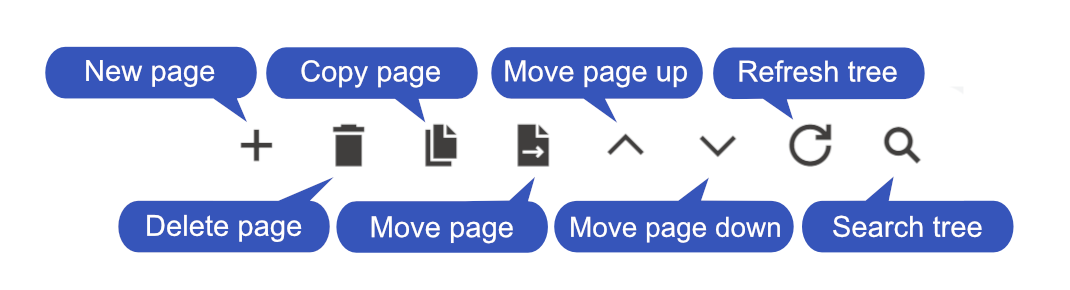 New page
Copy page
Move page up
Refresh tree
Delete page
Move page
Move page down
Search tree